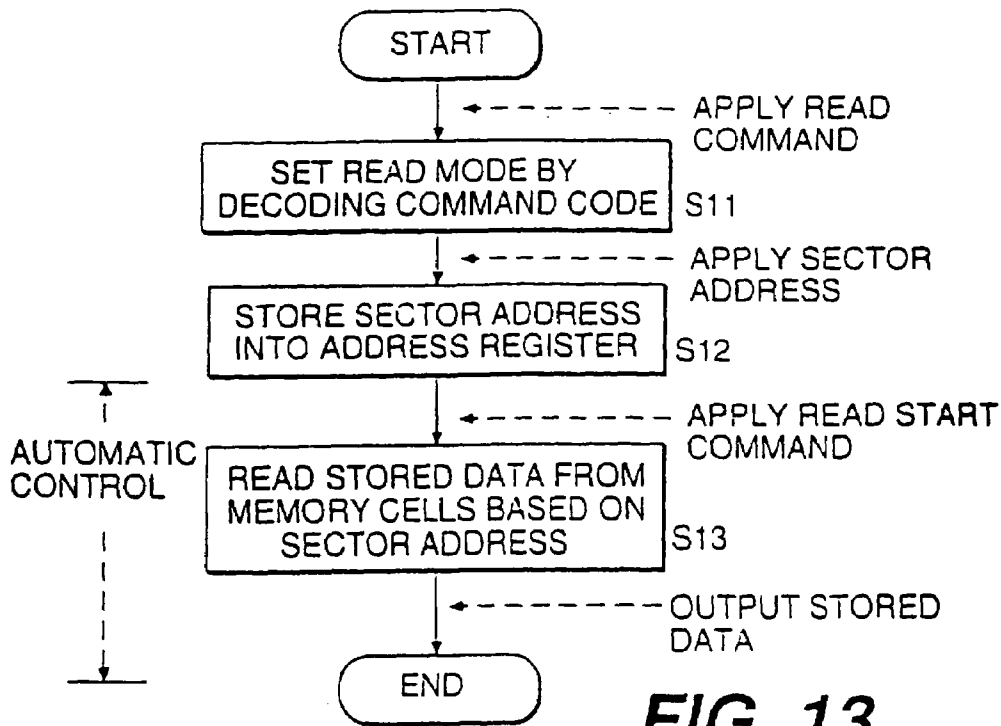 START
APPLY READ
COMMAND
SET READ MODE BY
DECODING COMMAND CODE
S11
APPLY SECTOR
ADDRESS
STORE SECTOR ADDRESS
INTO ADDRESS REGISTER
S12
APPLY READ START
COMMAND
AUTOMATIC
CONTROL
READ STORED DATA FROM
MEMORY CELLS BASED ON
SECTOR ADDRESS
S13
OUTPUT STORED
DATA
END
FIG. 13